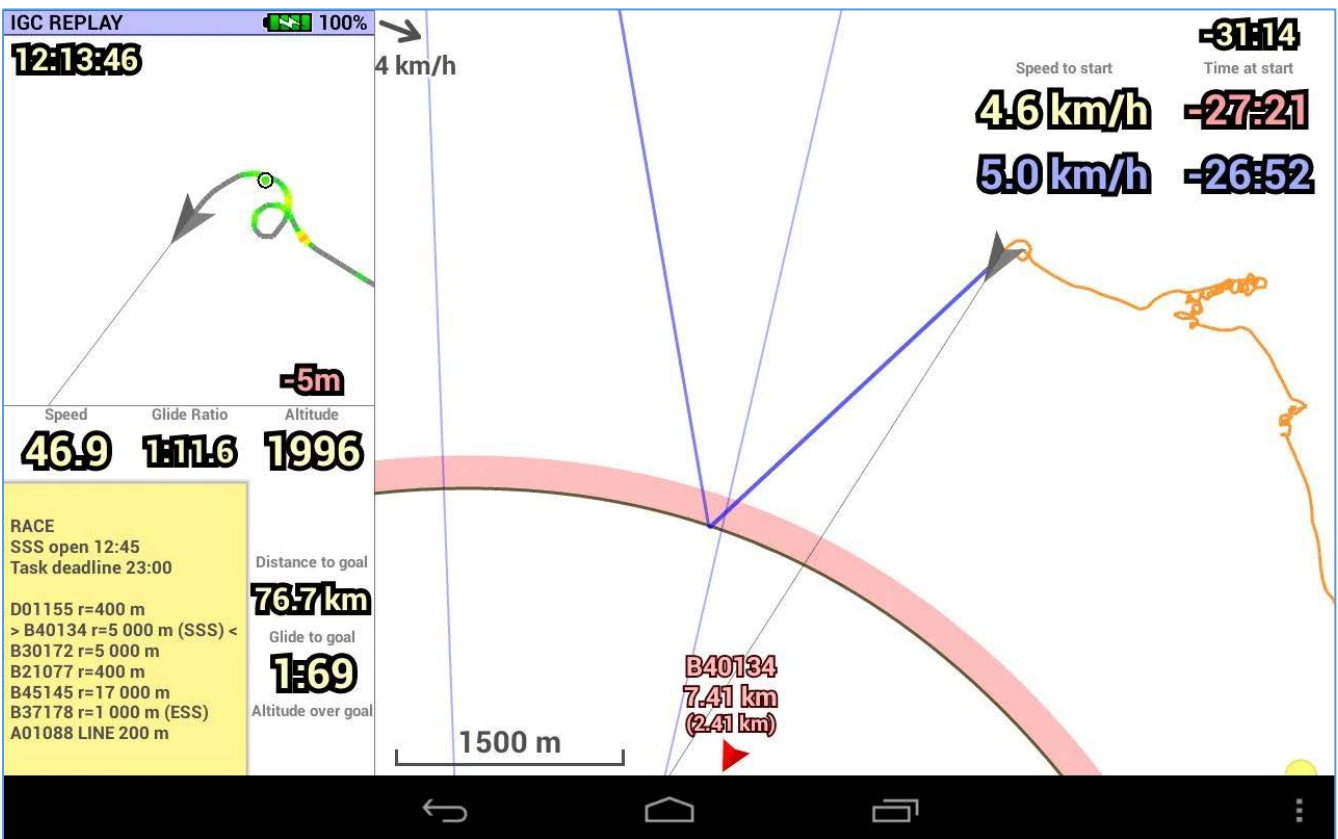 IGC REPLAY 100%
12:13:46
-5m
Speed Glide Ratio Altitude
46.9 1:11.6 1996
RACE
SSS open 12:45
Task deadline 23:00
D01155 r=400 m
> B40134 r=5 000 m (SSS) <
B30172 r=5 000 m
B21077 r=400 m
B45145 r=17 000 m
B37178 r=1 000 m (ESS)
A01088 LINE 200 m
Distance to goal
76.7 km
Glide to goal
1:69
Altitude over goal
4 km/h
-31:14
Speed to start Time at start
4.6 km/h -27:21
5.0 km/h -26:52
B40134
7.41 km
(2.41 km)
1500 m